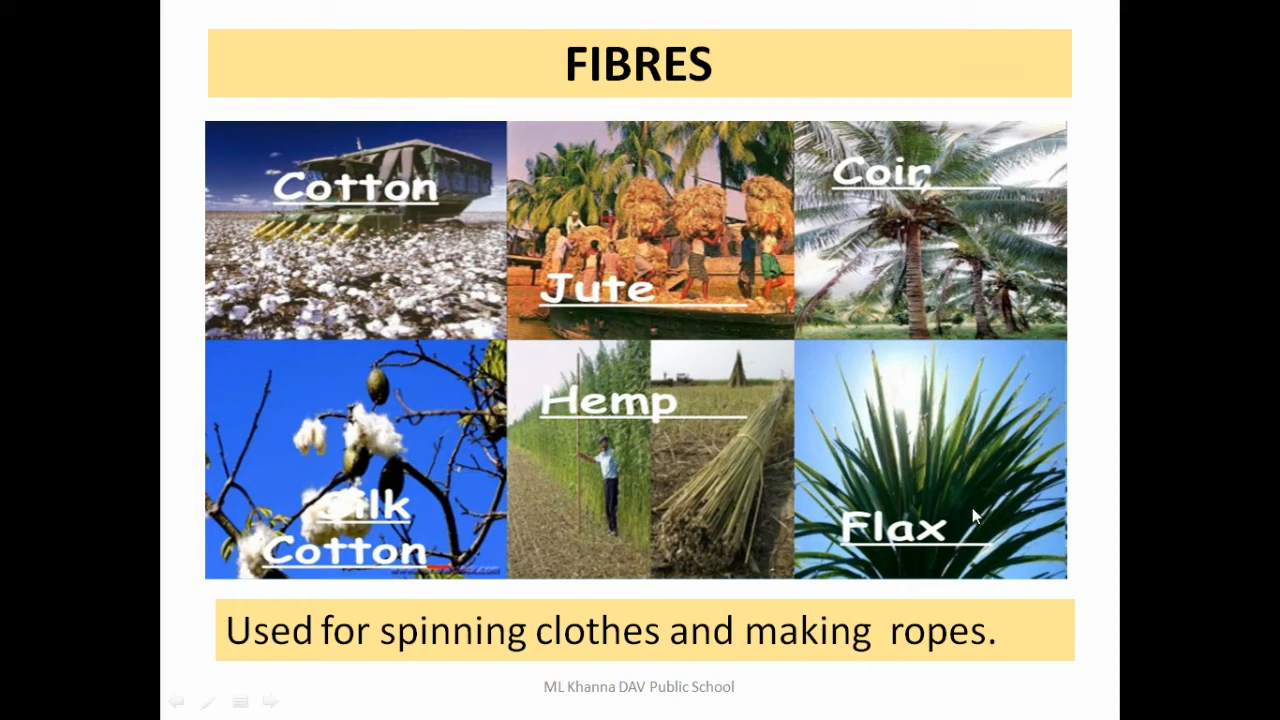 FIBRES
Cotton
Jute
Coir,
Silk
Cotton
Hemp
Flax
Used for spinning clothes and making ropes.
ML Khanna DAV Public School